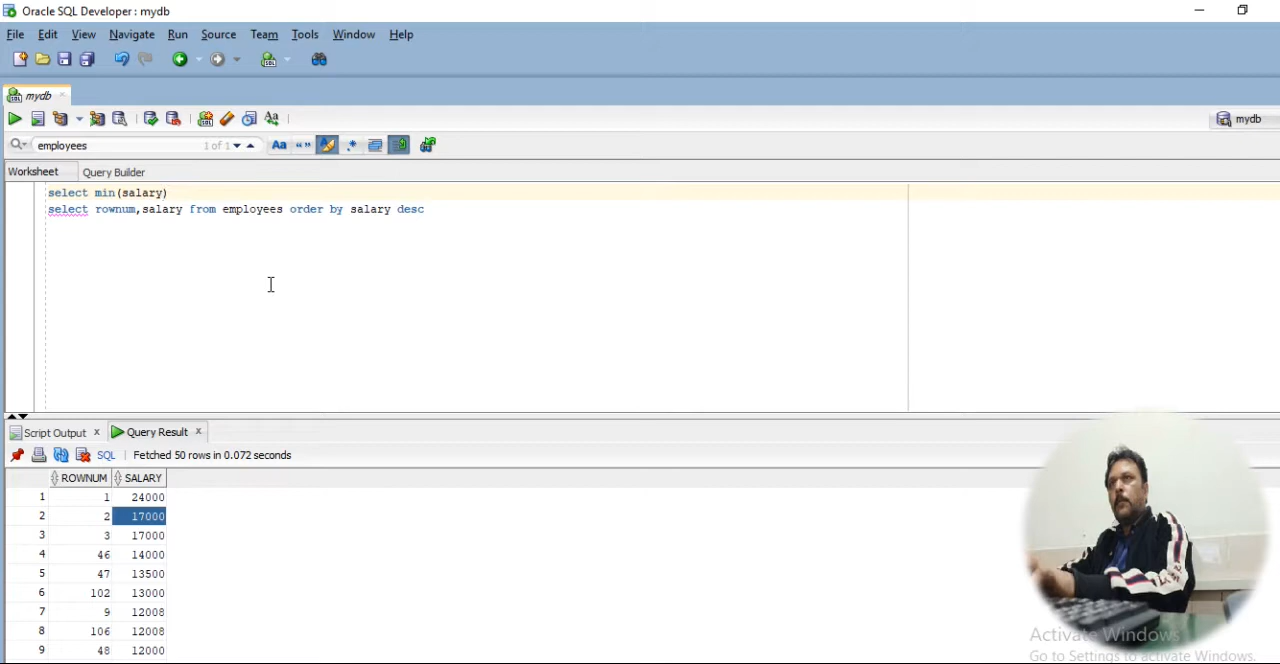 Oracle SQL Developer : mydb
File Edit View Navigate Run Source Team Tools Window Help
mydb
mydb
employees 1 of 1
Worksheet Query Builder
select min(salary)
select rownum,salary from employees order by salary desc
Script Output x Query Result x
SQL Fetched 50 rows in 0.072 seconds
ROWNUM SALARY
1 1 24000
2 2 17000
3 3 17000
4 46 14000
5 47 13500
6 102 13000
7 9 12008
8 106 12008
9 48 12000
Activate Windows
Go to Settings to activate Windows.